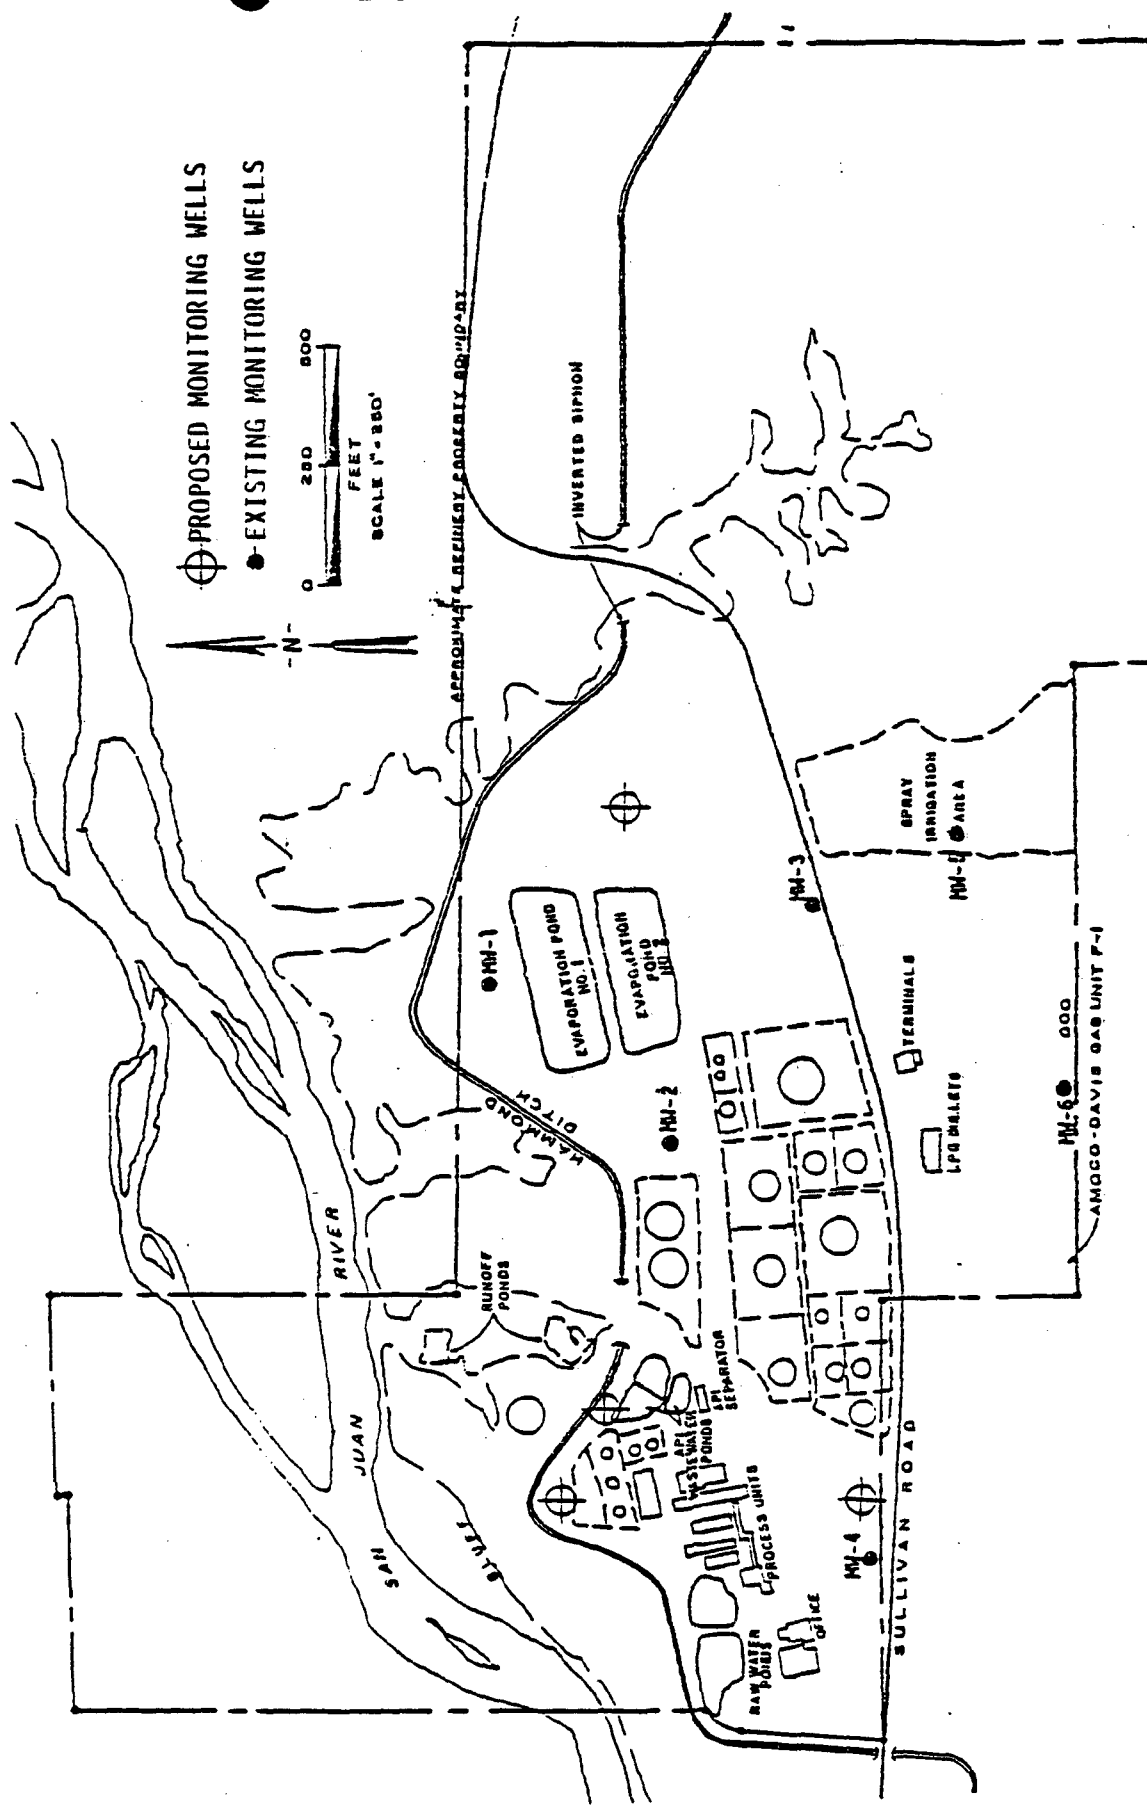 PROPOSED MONITORING WELLS
EXISTING MONITORING WELLS
0 250 500
FEET
SCALE 1" = 250'
-N-
APPROXIMATE REFINERY PROPERTY BOUNDARY
INVERTED SIPHON
SAN JUAN RIVER
BLUFF
HAMMOND
DITCH
RUNOFF
PONDS
MW-1
EVAPORATION POND
NO. 1
EVAPORATION
POND
NO. 2
MW-2
MW-3
SPRAY
IRRIGATION
AREA
API
WASTEWATER
PONDS
API
SEPARATOR
PROCESS UNITS
RAW WATER
PONDS
OFFICE
MW-4
SULLIVAN ROAD
TERMINALS
LPG BULLETS
MW-6
AMOCO-DAVIS GAS UNIT F-1